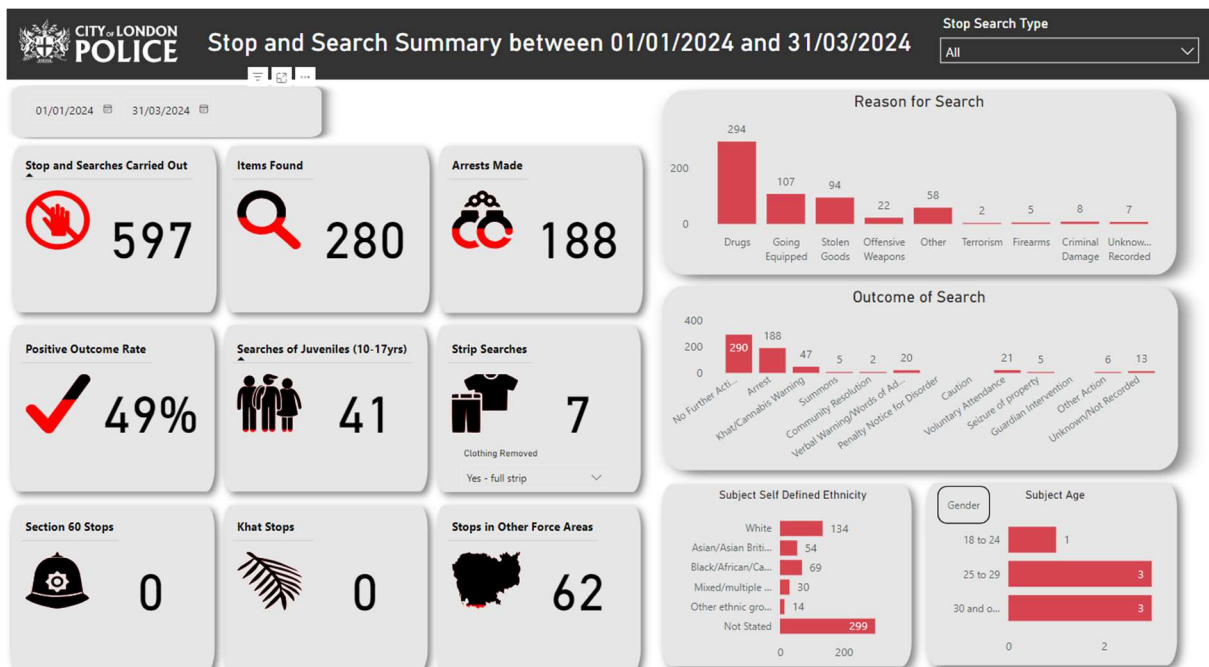 CITY of LONDON
POLICE
Stop and Search Summary between 01/01/2024 and 31/03/2024
Stop Search Type
All
01/01/2024 31/03/2024
Stop and Searches Carried Out
597
Items Found
280
Arrests Made
188
Positive Outcome Rate
49%
Searches of Juveniles (10-17yrs)
41
Strip Searches
7
Clothing Removed
Yes - full strip
Section 60 Stops
0
Khat Stops
0
Stops in Other Force Areas
62
Reason for Search
294
200
107
94
22
58
2
5
8
7
0
Drugs
Going
Equipped
Stolen
Goods
Offensive
Weapons
Other
Terrorism
Firearms
Criminal
Damage
Unknow...
Recorded
Outcome of Search
400
200
0
290
188
47
5
2
20
21
5
6
13
No Further Acti...
Arrest
Khat/Cannabis Warning
Summons
Community Resolution
Verbal Warning/Words of Ad...
Penalty Notice for Disorder
Caution
Voluntary Attendance
Seizure of property
Guardian Intervention
Other Action
Unknown/Not Recorded
Subject Self Defined Ethnicity
White 134
Asian/Asian Briti... 54
Black/African/Ca... 69
Mixed/multiple ... 30
Other ethnic gro... 14
Not Stated 299
0 200
Gender
Subject Age
18 to 24 1
25 to 29 3
30 and o... 3
0 2